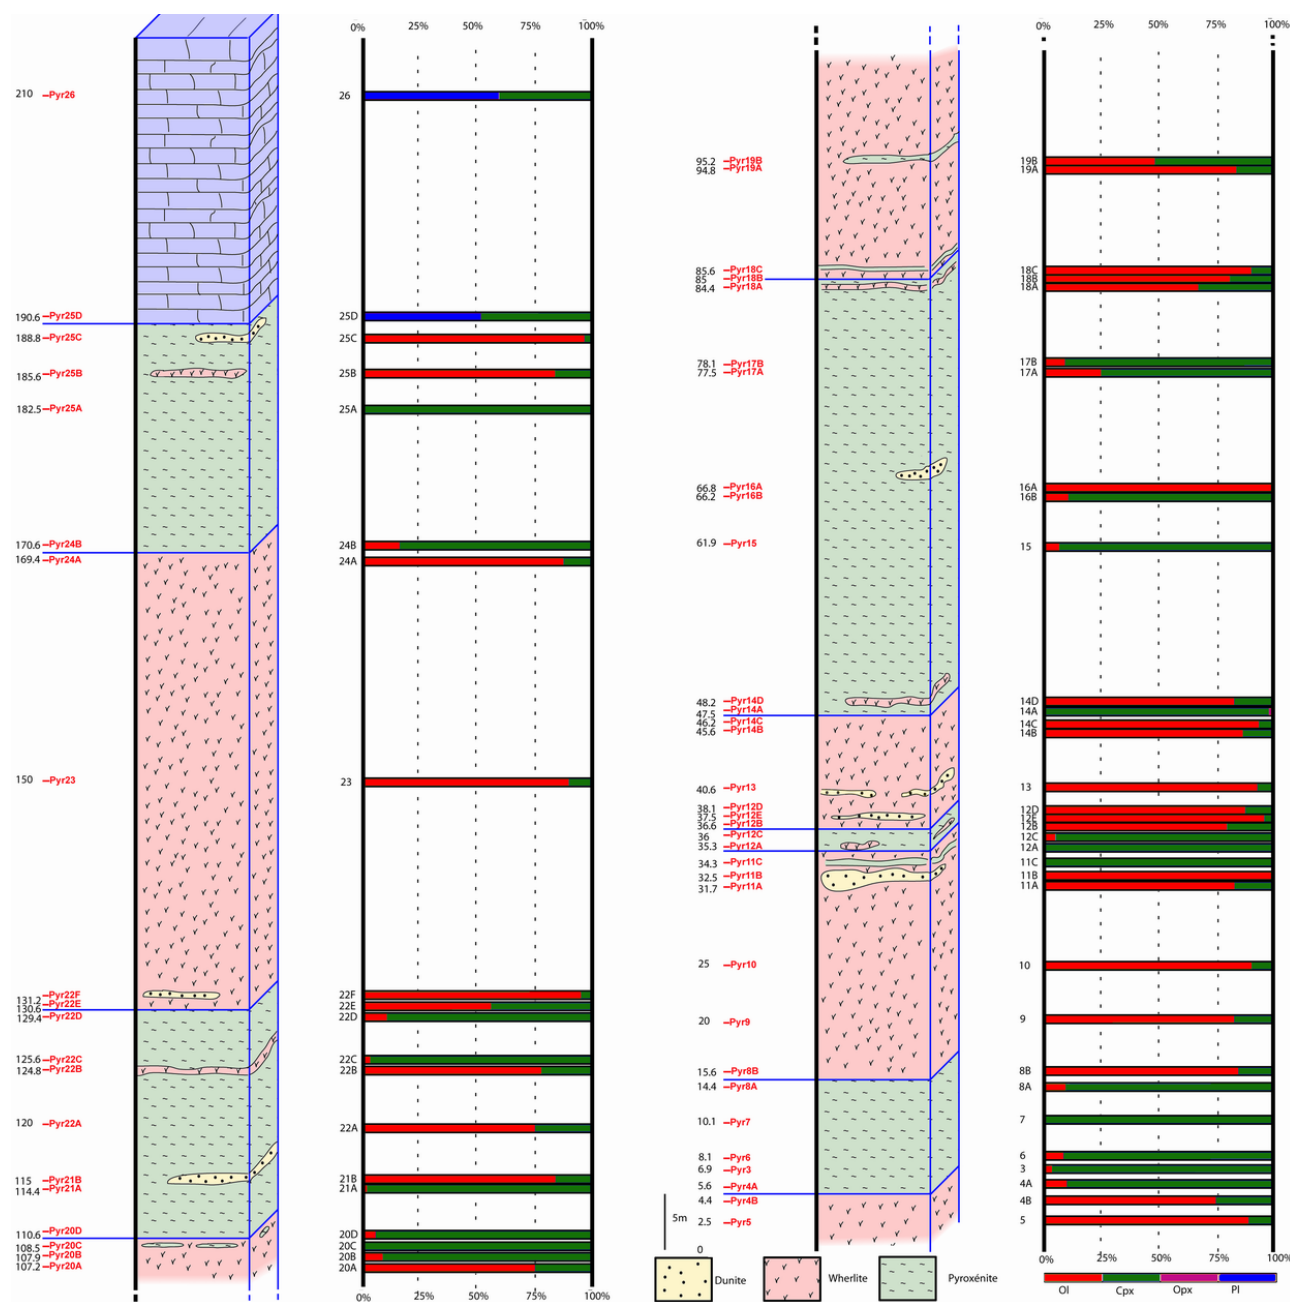 0% 25% 50% 75% 100%
210 Pyr26 26
190.6 Pyr25D 25D
188.8 Pyr25C 25C
185.6 Pyr25B 25B
182.5 Pyr25A 25A
170.6 Pyr24B 24B
169.4 Pyr24A 24A
150 Pyr23 23
131.2 Pyr22F 22F
130.6 Pyr22E 22E
129.4 Pyr22D 22D
125.6 Pyr22C 22C
124.8 Pyr22B 22B
120 Pyr22A 22A
115 Pyr21B 21B
114.4 Pyr21A 21A
110.6 Pyr20D 20D
108.5 Pyr20C 20C
107.9 Pyr20B 20B
107.2 Pyr20A 20A
0% 25% 50% 75% 100%
0% 25% 50% 75% 100%
95.2 Pyr19B 19B
94.8 Pyr19A 19A
85.6 Pyr18C 18C
85 Pyr18B 18B
84.4 Pyr18A 18A
78.1 Pyr17B 17B
77.5 Pyr17A 17A
66.8 Pyr16A 16A
66.2 Pyr16B 16B
61.9 Pyr15 15
48.2 Pyr14D 14D
47.5 Pyr14A 14A
46.2 Pyr14C 14C
45.6 Pyr14B 14B
40.6 Pyr13 13
38.1 Pyr12D 12D
37.5 Pyr12E 12E
36.6 Pyr12B 12B
36 Pyr12C 12C
35.3 Pyr12A 12A
34.3 Pyr11C 11C
32.5 Pyr11B 11B
31.7 Pyr11A 11A
25 Pyr10 10
20 Pyr9 9
15.6 Pyr8B 8B
14.4 Pyr8A 8A
10.1 Pyr7 7
8.1 Pyr6 6
6.9 Pyr3 3
5.6 Pyr4A 4A
4.4 Pyr4B 4B
2.5 Pyr5 5
5m
0
0% 25% 50% 75% 100%
Dunite Wherlite Pyroxénite
Ol Cpx Opx Pl